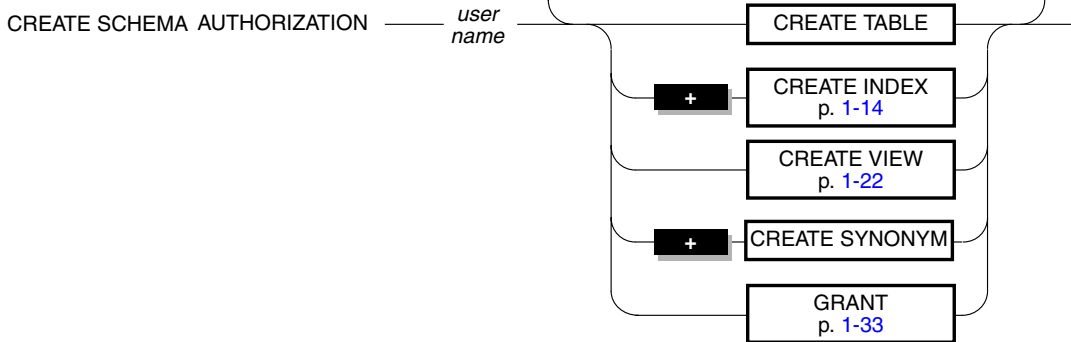 CREATE SCHEMA AUTHORIZATION
user
name
CREATE TABLE
+
CREATE INDEX
p. 1-14
CREATE VIEW
p. 1-22
+
CREATE SYNONYM
GRANT
p. 1-33